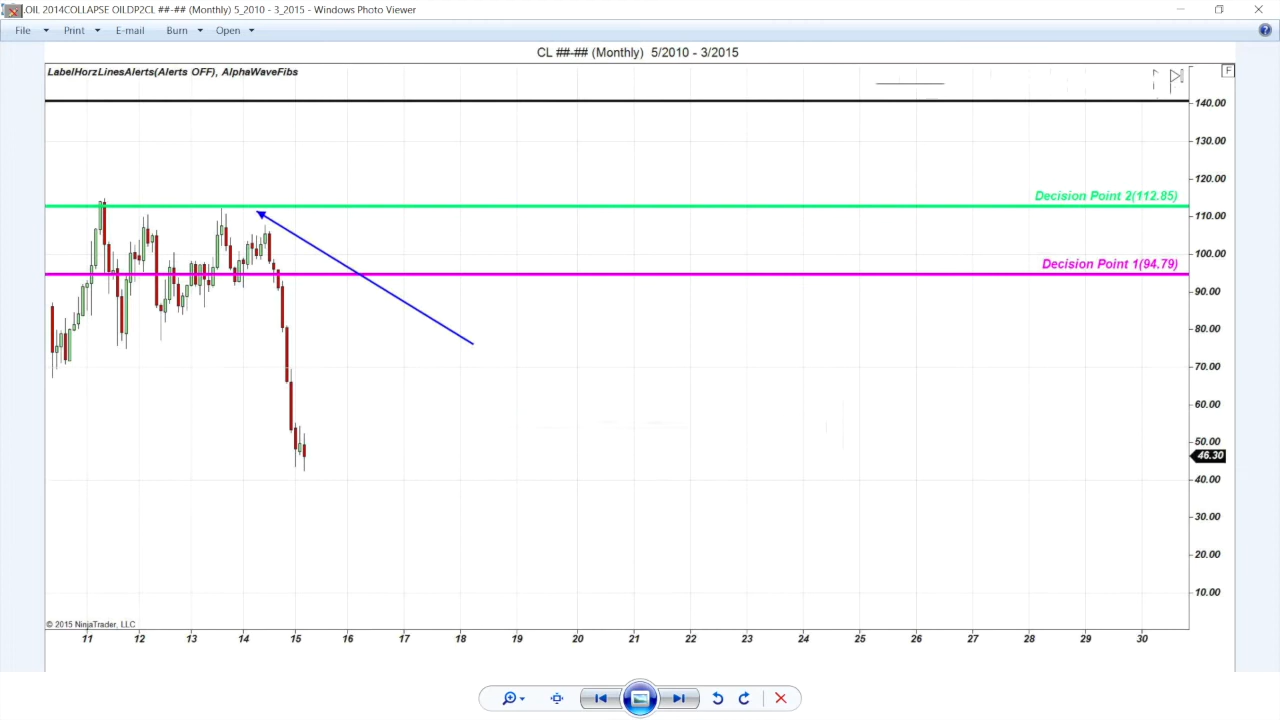 .OIL 2014COLLAPSE OILDP2CL ##-## (Monthly) 5_2010 - 3_2015 - Windows Photo Viewer
File Print E-mail Burn Open
CL ##-## (Monthly) 5/2010 - 3/2015
LabelHorzLinesAlerts(Alerts OFF), AlphaWaveFibs
F
140.00
130.00
120.00
Decision Point 2(112.85)
110.00
100.00
Decision Point 1(94.79)
90.00
80.00
70.00
60.00
50.00
46.30
40.00
30.00
20.00
10.00
© 2015 NinjaTrader, LLC
11 12 13 14 15 16 17 18 19 20 21 22 23 24 25 26 27 28 29 30